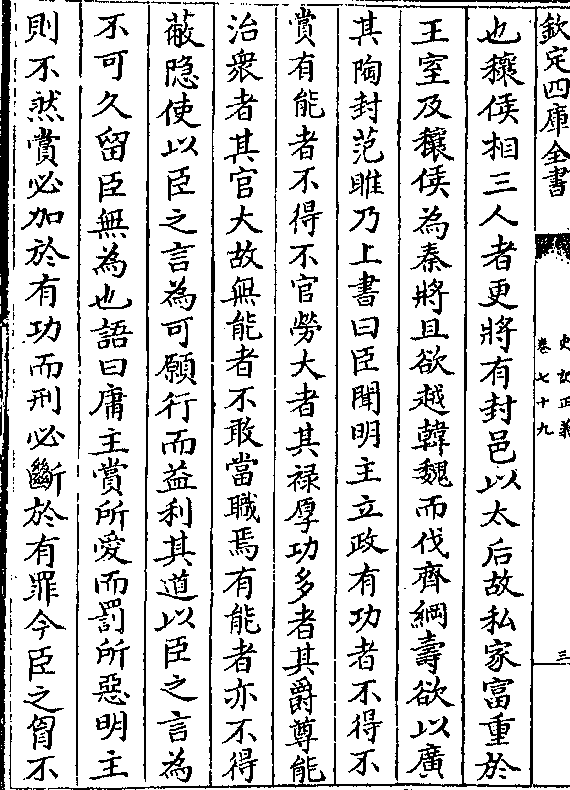 欽定四庫全書
史記正義
卷七十九
三
也穰侯相三人者更將有封邑以太后故私家富重於
王室及穰侯為秦將且欲越韓魏而伐齊綱壽欲以廣
其陶封范雎乃上書曰臣聞明主立政有功者不得不
賞有能者不得不官勞大者其祿厚功多者其爵尊能
治衆者其官大故無能者不敢當職焉有能者亦不得
蔽隐使以臣之言為可願行而益利其道以臣之言為
不可久留臣無為也語曰庸主賞所愛而罰所惡明主
則不然賞必加於有功而刑必斷於有罪今臣之胷不